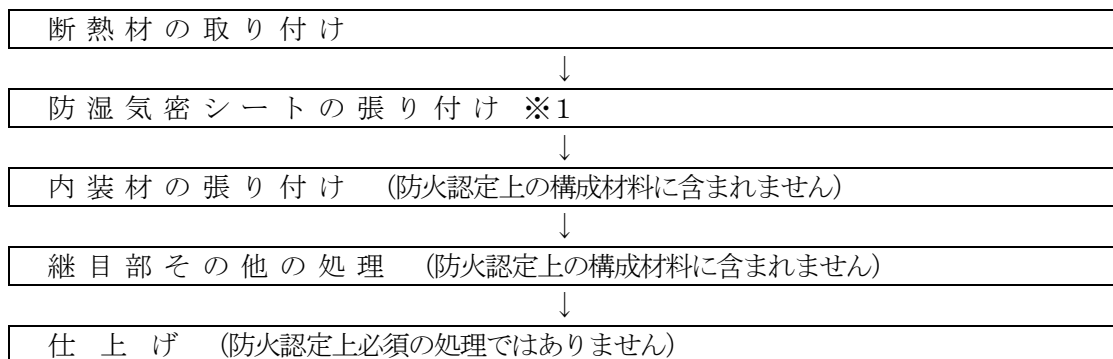 断熱材の取り付け
↓
防湿気密シートの張り付け ※1
↓
内装材の張り付け (防火認定上の構成材料に含まれません)
↓
継目部その他の処理 (防火認定上の構成材料に含まれません)
↓
仕上げ (防火認定上必須の処理ではありません)